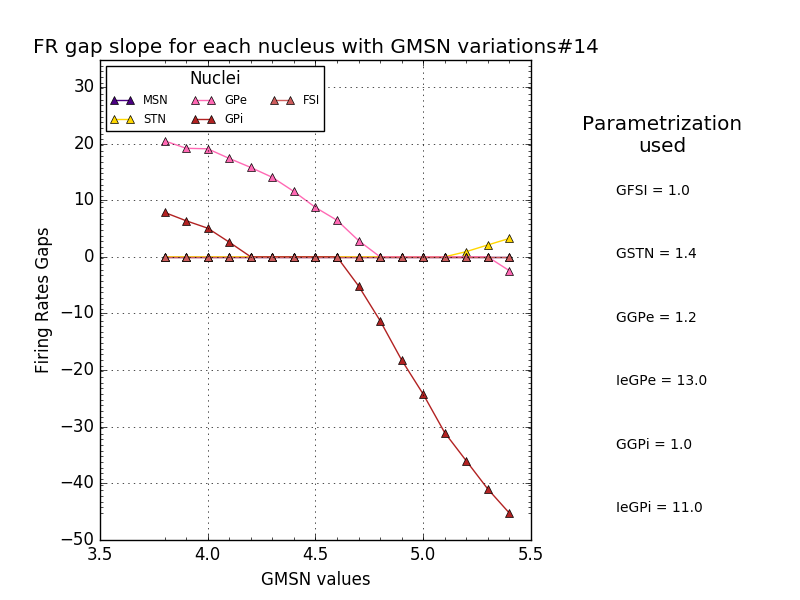 FR gap slope for each nucleus with GMSN variations#14
Nuclei
MSN
GPe
FSI
STN
GPi
30
20
10
0
−10
−20
−30
−40
−50
Firing Rates Gaps
3.5
4.0
4.5
5.0
5.5
GMSN values
Parametrization
used
GFSI = 1.0
GSTN = 1.4
GGPe = 1.2
IeGPe = 13.0
GGPi = 1.0
IeGPi = 11.0